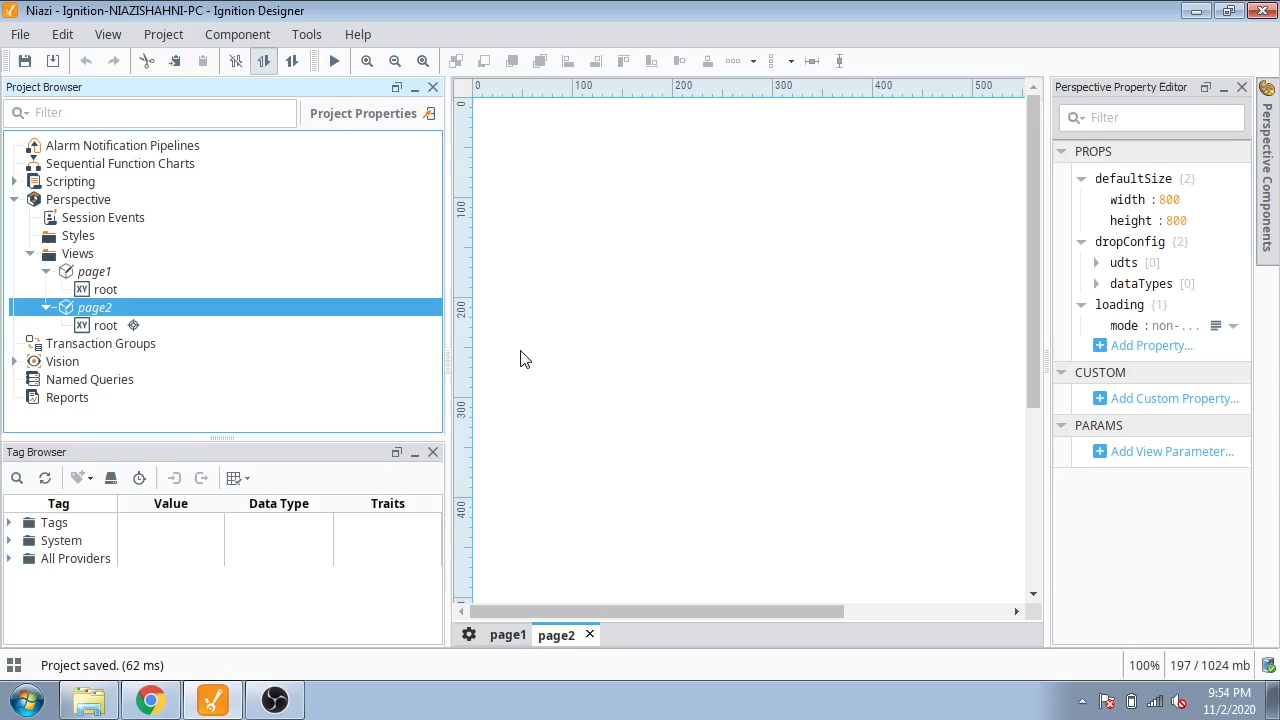 Niazi - Ignition-NIAZISHAHNI-PC - Ignition Designer
File Edit View Project Component Tools Help
Project Browser
Filter
Project Properties
Alarm Notification Pipelines
Sequential Function Charts
Scripting
Perspective
Session Events
Styles
Views
page1
XY root
page2
XY root
Transaction Groups
Vision
Named Queries
Reports
Tag Browser
Tag Value Data Type Traits
Tags
System
All Providers
0 100 200 300 400 500
0
100
200
300
400
page1 page2
Perspective Property Editor
Filter
PROPS
defaultSize {2}
width : 800
height : 800
dropConfig {2}
udts [0]
dataTypes [0]
loading {1}
mode : non-...
Add Property...
CUSTOM
Add Custom Property...
PARAMS
Add View Parameter...
Perspective Components
Project saved. (62 ms)
100% 197 / 1024 mb
9:54 PM
11/2/2020